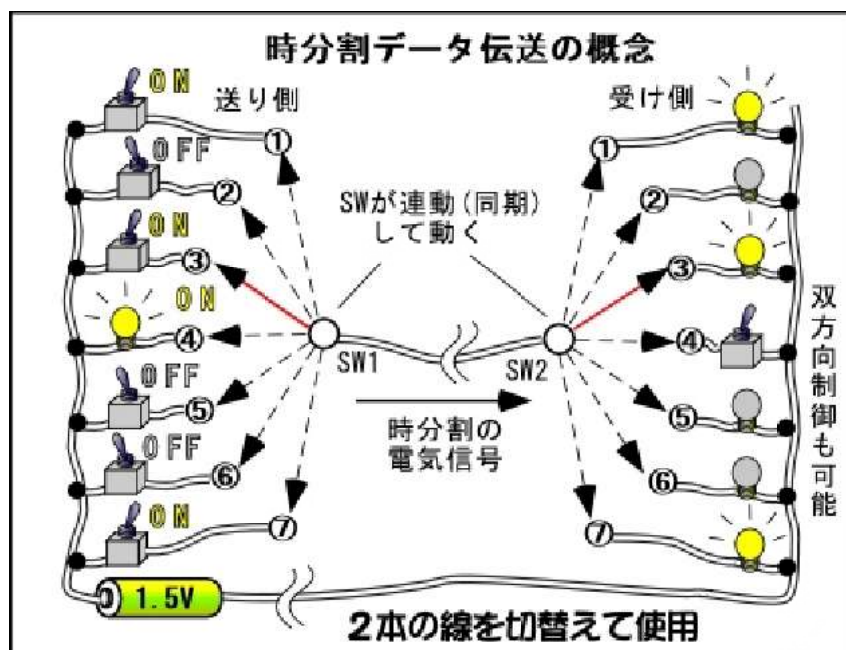 時分割データ伝送の概念
送り側
受け側
ON
①
OFF
②
ON
③
ON
④
OFF
⑤
OFF
⑥
ON
⑦
SWが連動(同期)
して動く
SW1
SW2
時分割の
電気信号
①
②
③
④
⑤
⑥
⑦
双方向制御も可能
1.5V
2本の線を切替えて使用